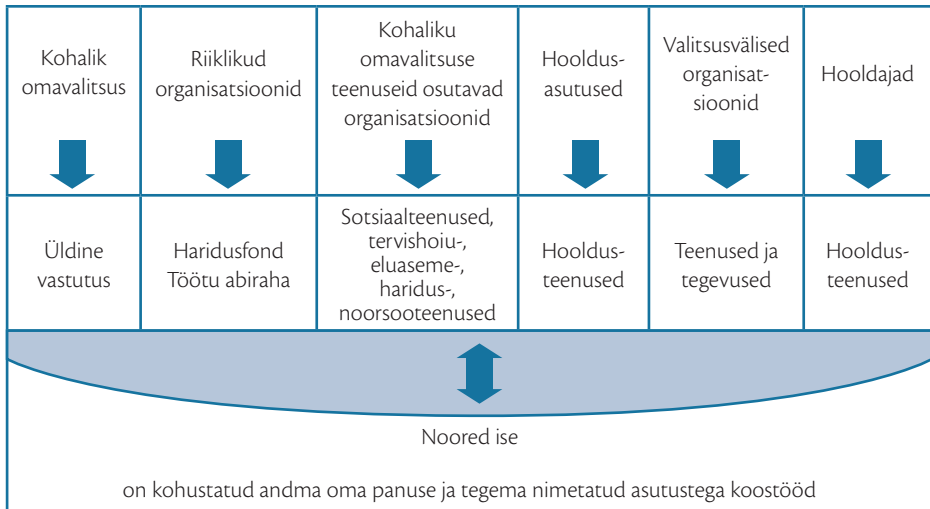 Kohalik
omavalitsus
Riiklikud
organisatsioonid
Kohaliku
omavalitsuse
teenuseid osutavad
organisatsioonid
Hooldus-
asutused
Valitsusvälised
organisat-
sioonid
Hooldajad
Üldine
vastutus
Haridusfond
Töötu abiraha
Sotsiaalteenused,
tervishoiu-,
eluaseme-,
haridus-,
noorsooteenused
Hooldus-
teenused
Teenused ja
tegevused
Hooldus-
teenused
Noored ise
on kohustatud andma oma panuse ja tegema nimetatud asutustega koostööd